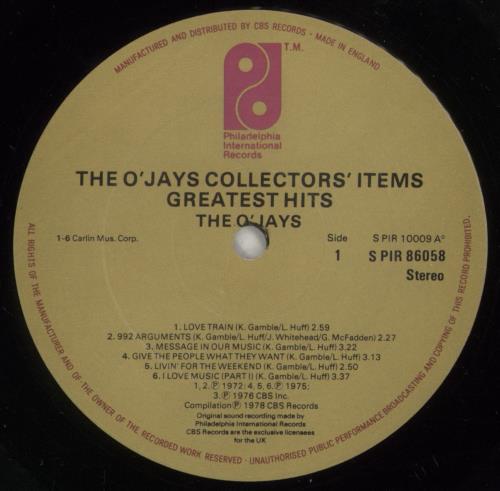 MANUFACTURED AND DISTRIBUTED BY CBS RECORDS · MADE IN ENGLAND
T.M.
Philadelphia
International
Records
THE O'JAYS COLLECTORS' ITEMS
GREATEST HITS
THE O'JAYS
1-6 Carlin Mus. Corp.
Side
1
S PIR 10009 A°
S PIR 86058
Stereo
1. LOVE TRAIN (K. Gamble/L. Huff) 2.59
2. 992 ARGUMENTS (K. Gamble/L. Huff/J. Whitehead/G. McFadden) 2.27
3. MESSAGE IN OUR MUSIC (K. Gamble/L. Huff) 3.22
4. GIVE THE PEOPLE WHAT THEY WANT (K. Gamble/L. Huff) 3.13
5. LIVIN' FOR THE WEEKEND (K. Gamble/L. Huff) 2.50
6. I LOVE MUSIC (PART I) (K. Gamble/L. Huff) 3.37
1, 2. ℗ 1972; 4, 5, 6. ℗ 1975;
3. ℗ 1976 CBS Inc.
Compilation ℗ 1978 CBS Records
Original sound recording made by
Philadelphia International Records
CBS Records are the exclusive licensees
for the UK
ALL RIGHTS OF THE MANUFACTURER AND OF THE OWNER OF THE RECORDED WORK RESERVED · UNAUTHORISED PUBLIC PERFORMANCE BROADCASTING AND COPYING OF THIS RECORD PROHIBITED.